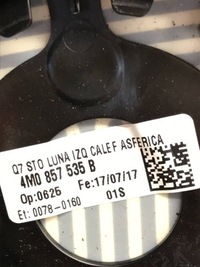 Q7 STO LUNA IZQ CALEF ASFERICA
4M0 857 535 B
Op:0625 Fe:17/07/17
Et: 0078-0160 01S